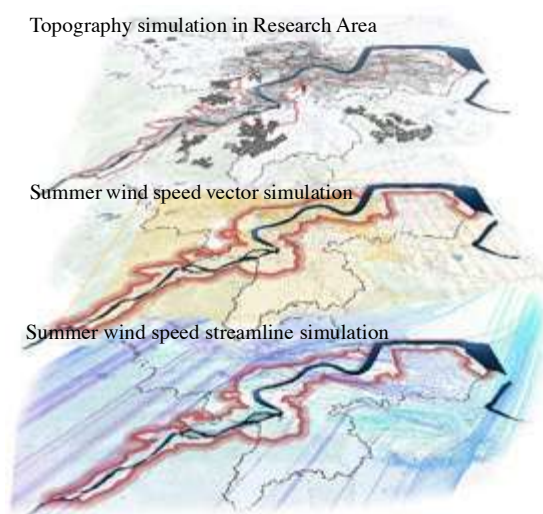 Topography simulation in Research Area
Summer wind speed vector simulation
Summer wind speed streamline simulation